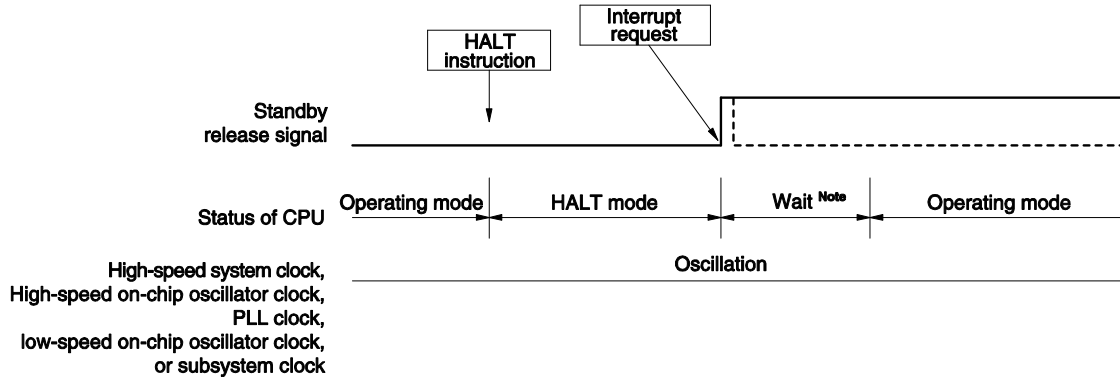 Interrupt
request
HALT
instruction
Standby
release signal
Status of CPU
Operating mode
HALT mode
Wait Note
Operating mode
High-speed system clock,
High-speed on-chip oscillator clock,
PLL clock,
low-speed on-chip oscillator clock,
or subsystem clock
Oscillation